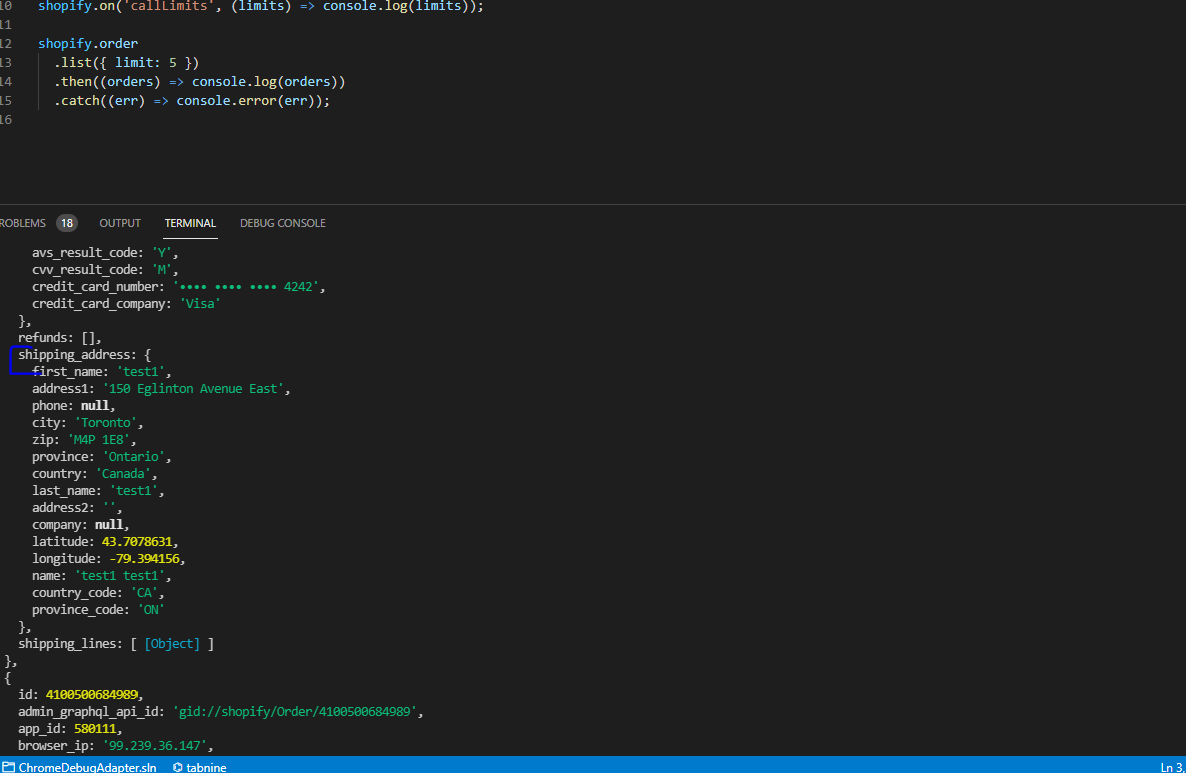 10 shopify.on('callLimits', (limits) => console.log(limits));
11
12 shopify.order
13 .list({ limit: 5 })
14 .then((orders) => console.log(orders))
15 .catch((err) => console.error(err));
16
ROBLEMS 18 OUTPUT TERMINAL DEBUG CONSOLE
avs_result_code: 'Y',
cvv_result_code: 'M',
credit_card_number: '•••• •••• •••• 4242',
credit_card_company: 'Visa'
},
refunds: [],
shipping_address: {
first_name: 'test1',
address1: '150 Eglinton Avenue East',
phone: null,
city: 'Toronto',
zip: 'M4P 1E8',
province: 'Ontario',
country: 'Canada',
last_name: 'test1',
address2: '',
company: null,
latitude: 43.7078631,
longitude: -79.394156,
name: 'test1 test1',
country_code: 'CA',
province_code: 'ON'
},
shipping_lines: [ [Object] ]
},
{
id: 4100500684989,
admin_graphql_api_id: 'gid://shopify/Order/4100500684989',
app_id: 580111,
browser_ip: '99.239.36.147',
ChromeDebugAdapter.sln tabnine Ln 3,